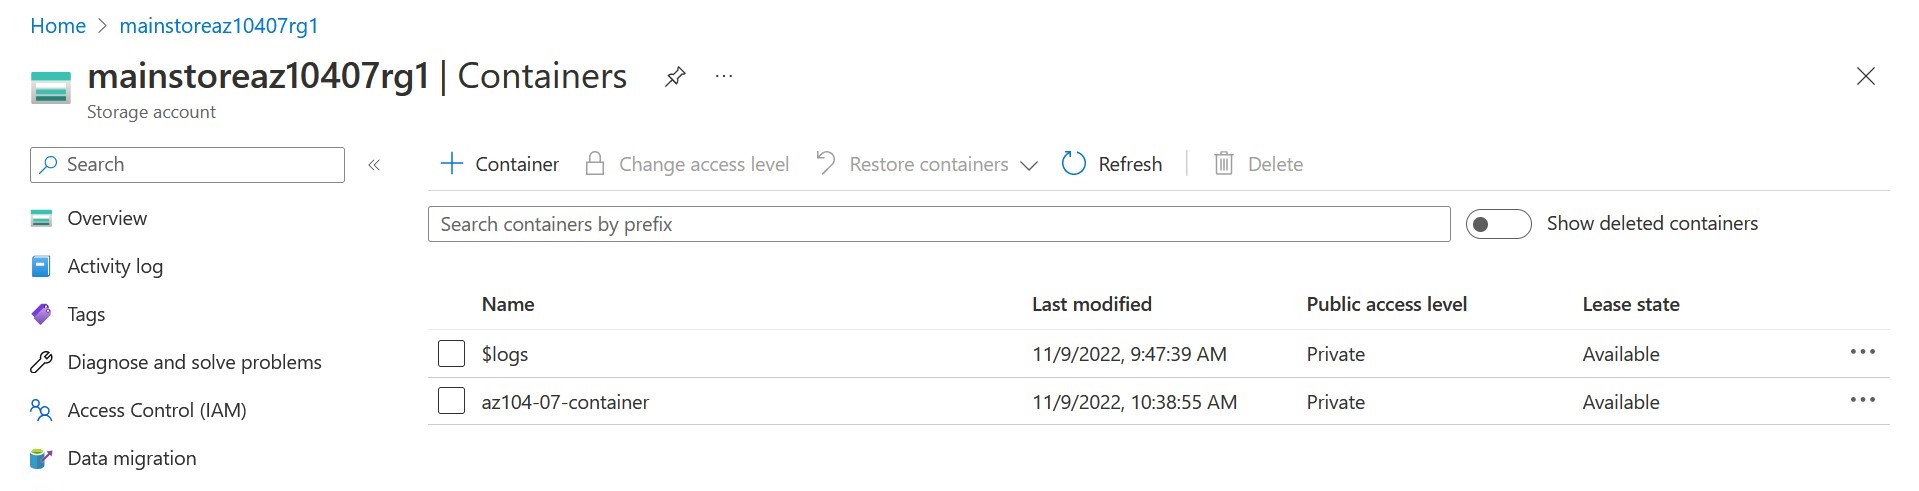 Home > mainstoreaz10407rg1
mainstoreaz10407rg1 | Containers
Storage account
Search
Container Change access level Restore containers Refresh Delete
Overview
Search containers by prefix Show deleted containers
Activity log
Tags
Diagnose and solve problems
Access Control (IAM)
Data migration
Name Last modified Public access level Lease state
$logs 11/9/2022, 9:47:39 AM Private Available
az104-07-container 11/9/2022, 10:38:55 AM Private Available